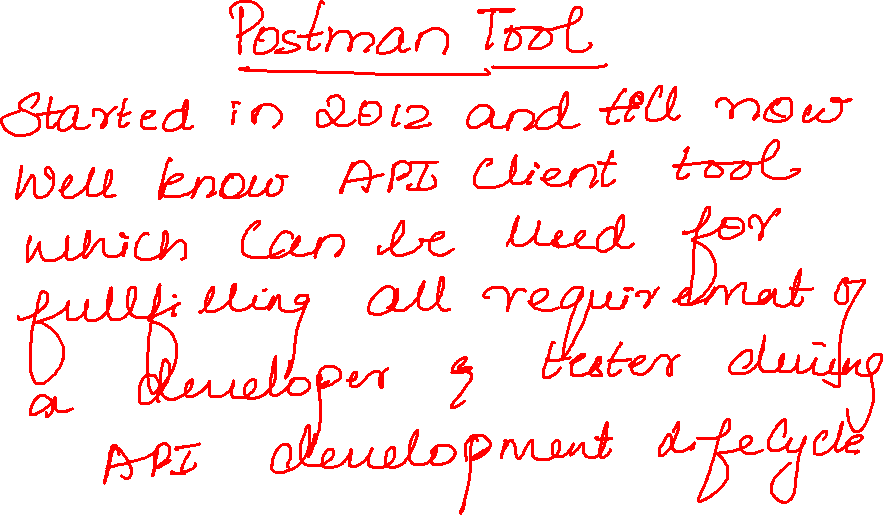 Postman Tool
Started in 2012 and till now
Well know API Client tool
which can be used for
fullfilling all requiremnat of
a developer & tester during
API development lifecycle